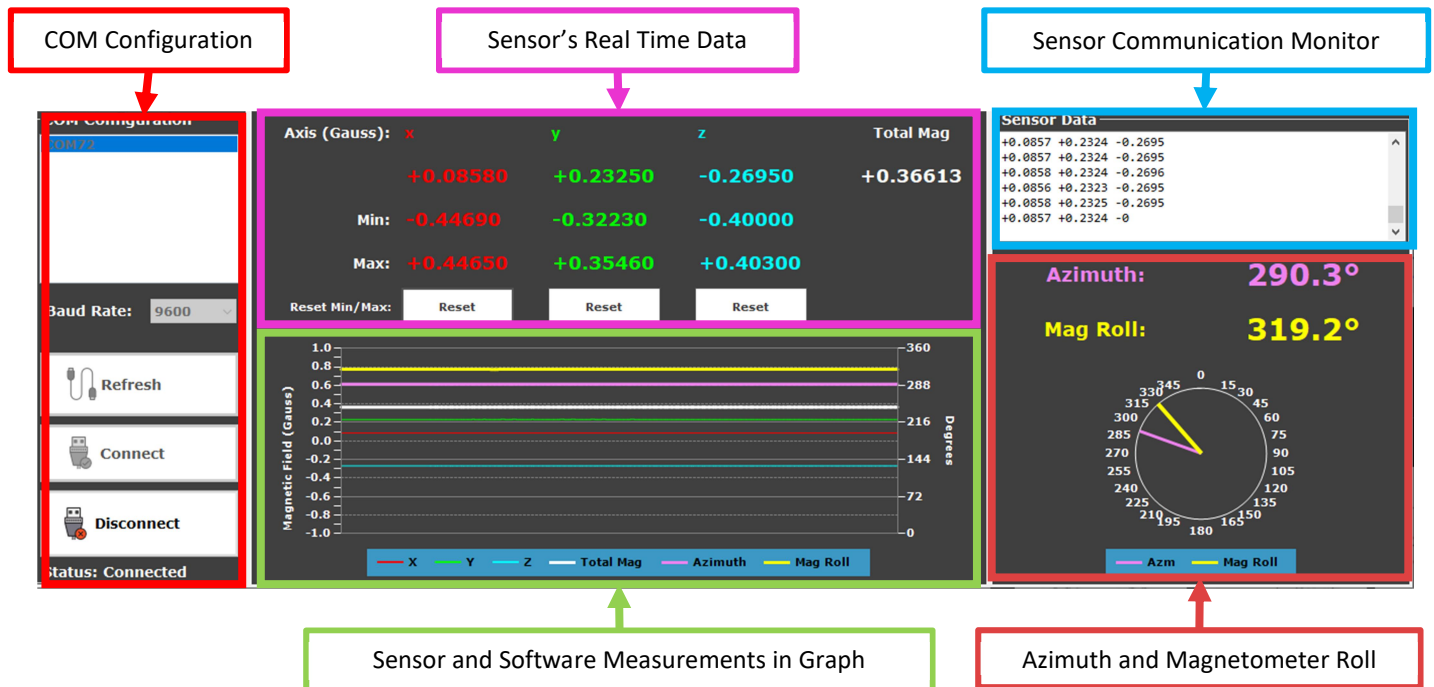 COM Configuration
Sensor’s Real Time Data
Sensor Communication Monitor
COM Configuration
COM72
Baud Rate: 9600
Refresh
Connect
Disconnect
Status: Connected
Axis (Gauss): x y z Total Mag
+0.08580 +0.23250 -0.26950 +0.36613
Min: -0.44690 -0.32230 -0.40000
Max: +0.44650 +0.35460 +0.40300
Reset Min/Max: Reset Reset Reset
Sensor Data
+0.0857 +0.2324 -0.2695
+0.0857 +0.2324 -0.2695
+0.0858 +0.2324 -0.2696
+0.0856 +0.2323 -0.2695
+0.0858 +0.2325 -0.2695
+0.0857 +0.2324 -0
Magnetic Field (Gauss)
1.0
0.8
0.6
0.4
0.2
0.0
-0.2
-0.4
-0.6
-0.8
-1.0
360
288
216
144
72
0
Degrees
X Y Z Total Mag Azimuth Mag Roll
Azimuth: 290.3°
Mag Roll: 319.2°
0
15
30
45
60
75
90
105
120
135
150
165
180
195
210
225
240
255
270
285
300
315
330
345
Azm Mag Roll
Sensor and Software Measurements in Graph
Azimuth and Magnetometer Roll